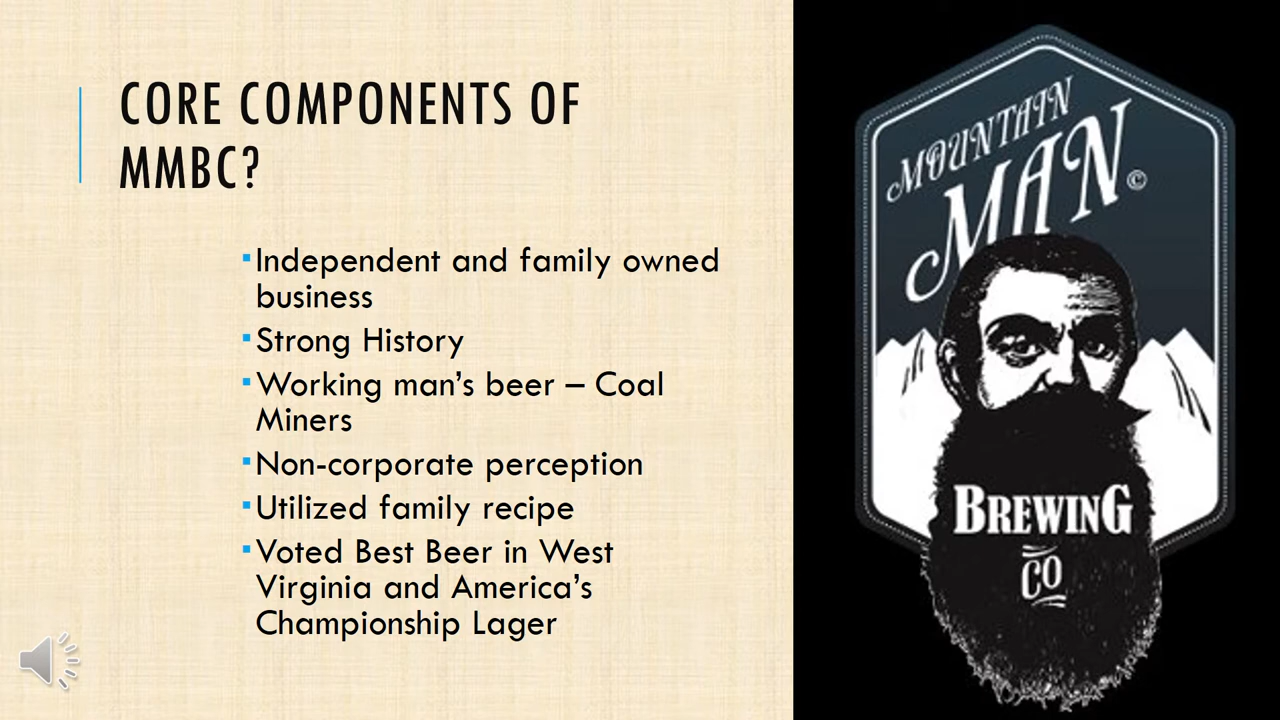 CORE COMPONENTS OF
MMBC?
Independent and family owned
business
Strong History
Working man's beer – Coal
Miners
Non-corporate perception
Utilized family recipe
Voted Best Beer in West
Virginia and America's
Championship Lager
MOUNTAIN
MAN©
BREWING
CO